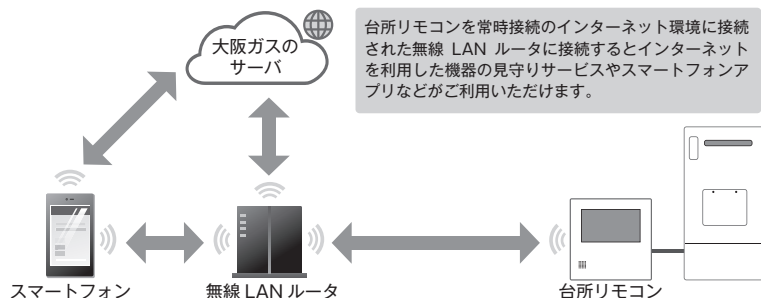 大阪ガスの
サーバ
台所リモコンを常時接続のインターネット環境に接続
された無線 LAN ルータに接続するとインターネット
を利用した機器の見守りサービスやスマートフォンア
プリなどがご利用いただけます。
スマートフォン
無線 LAN ルータ
台所リモコン